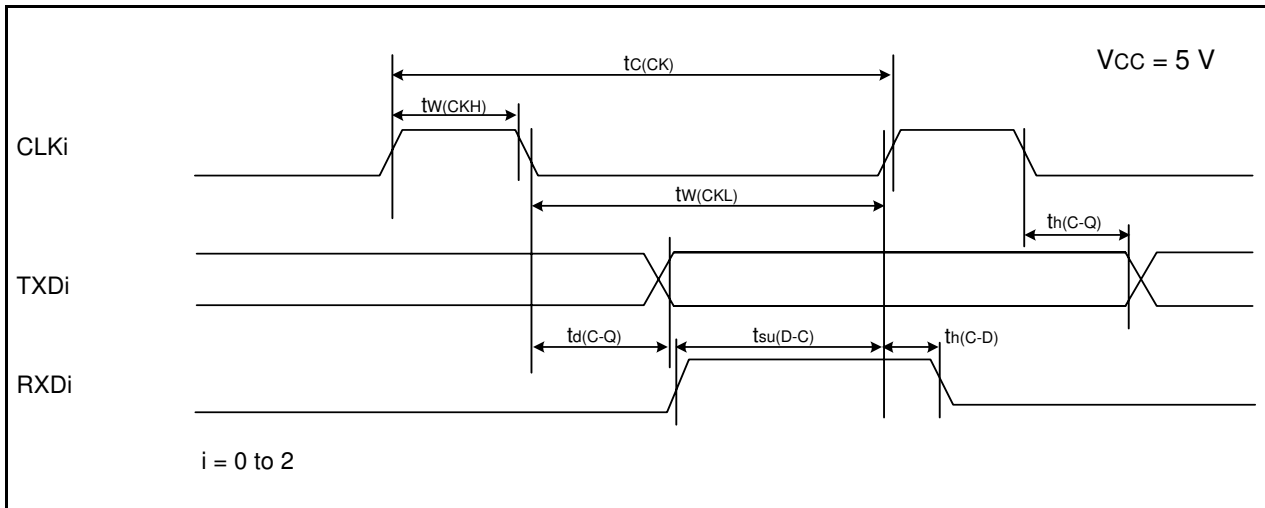 tC(CK)
VCC = 5 V
tW(CKH)
CLKi
tW(CKL)
th(C-Q)
TXDi
td(C-Q)
tsu(D-C)
th(C-D)
RXDi
i = 0 to 2